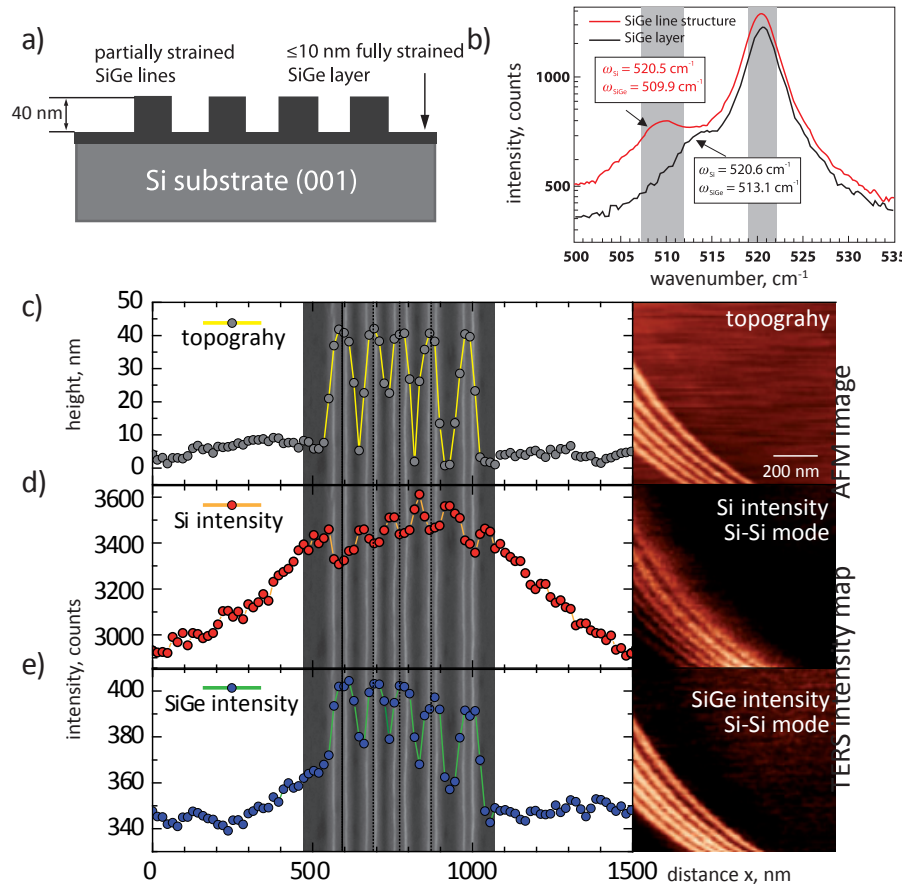 a)
partially strained
SiGe lines
≤10 nm fully strained
SiGe layer
40 nm
Si substrate (001)
b)
SiGe line structure
SiGe layer
ωSi = 520.5 cm⁻¹
ωSiGe = 509.9 cm⁻¹
ωSi = 520.6 cm⁻¹
ωSiGe = 513.1 cm⁻¹
intensity, counts
1000
500
500 505 510 515 520 525 530 535
wavenumber, cm⁻¹
c)
topograhy
height, nm
50
40
30
20
10
0
topograhy
200 nm
AFM image
d)
Si intensity
3600
3400
3200
3000
Si intensity
Si-Si mode
e)
SiGe intensity
intensity, counts
400
380
360
340
SiGe intensity
Si-Si mode
TERS intensity map
0 500 1000 1500
distance x, nm